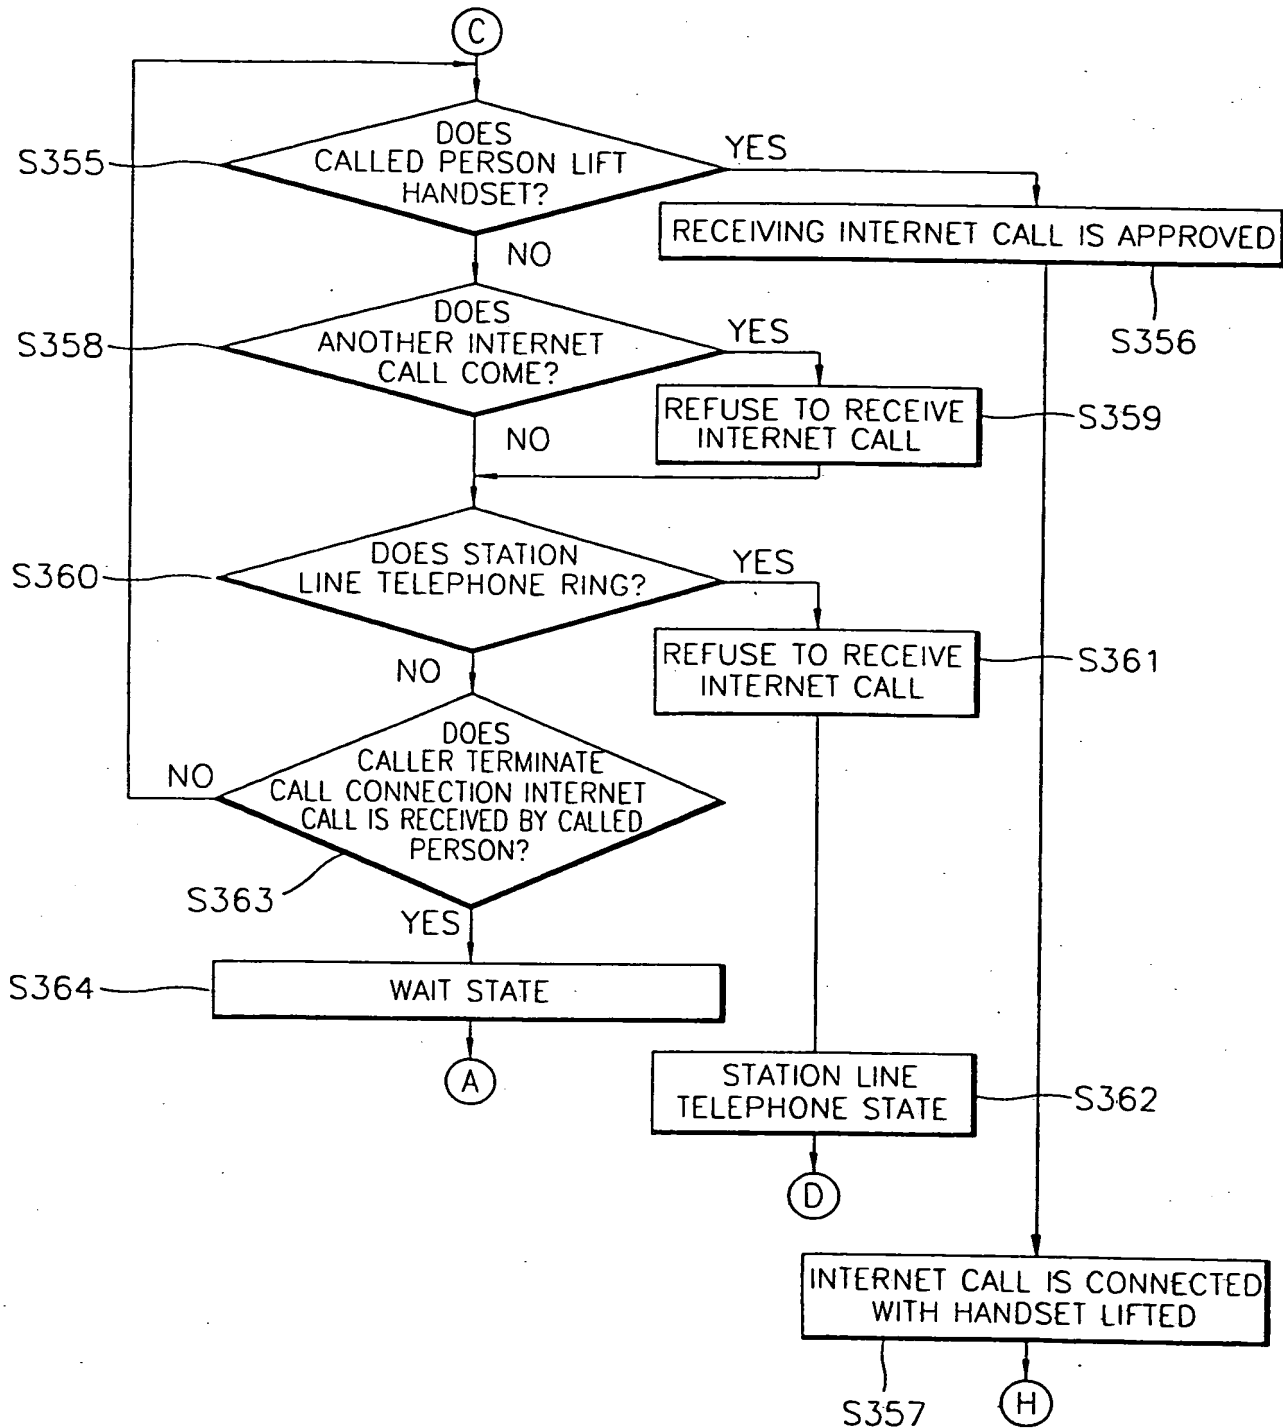 C
S355
DOES
CALLED PERSON LIFT
HANDSET?
YES
RECEIVING INTERNET CALL IS APPROVED
S356
NO
S358
DOES
ANOTHER INTERNET
CALL COME?
YES
REFUSE TO RECEIVE
INTERNET CALL
S359
NO
S360
DOES STATION
LINE TELEPHONE RING?
YES
REFUSE TO RECEIVE
INTERNET CALL
S361
NO
DOES
CALLER TERMINATE
CALL CONNECTION INTERNET
CALL IS RECEIVED BY CALLED
PERSON?
NO
S363
YES
S364
WAIT STATE
A
STATION LINE
TELEPHONE STATE
S362
D
INTERNET CALL IS CONNECTED
WITH HANDSET LIFTED
S357
H